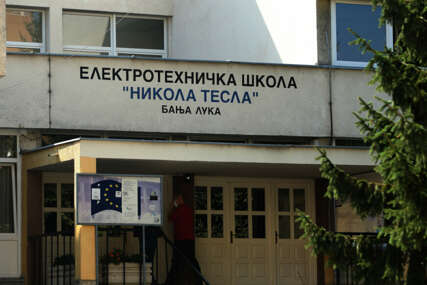 ЕЛЕКТРОТЕХНИЧКА ШКОЛА
"НИКОЛА ТЕСЛА"
БАЊА ЛУКА